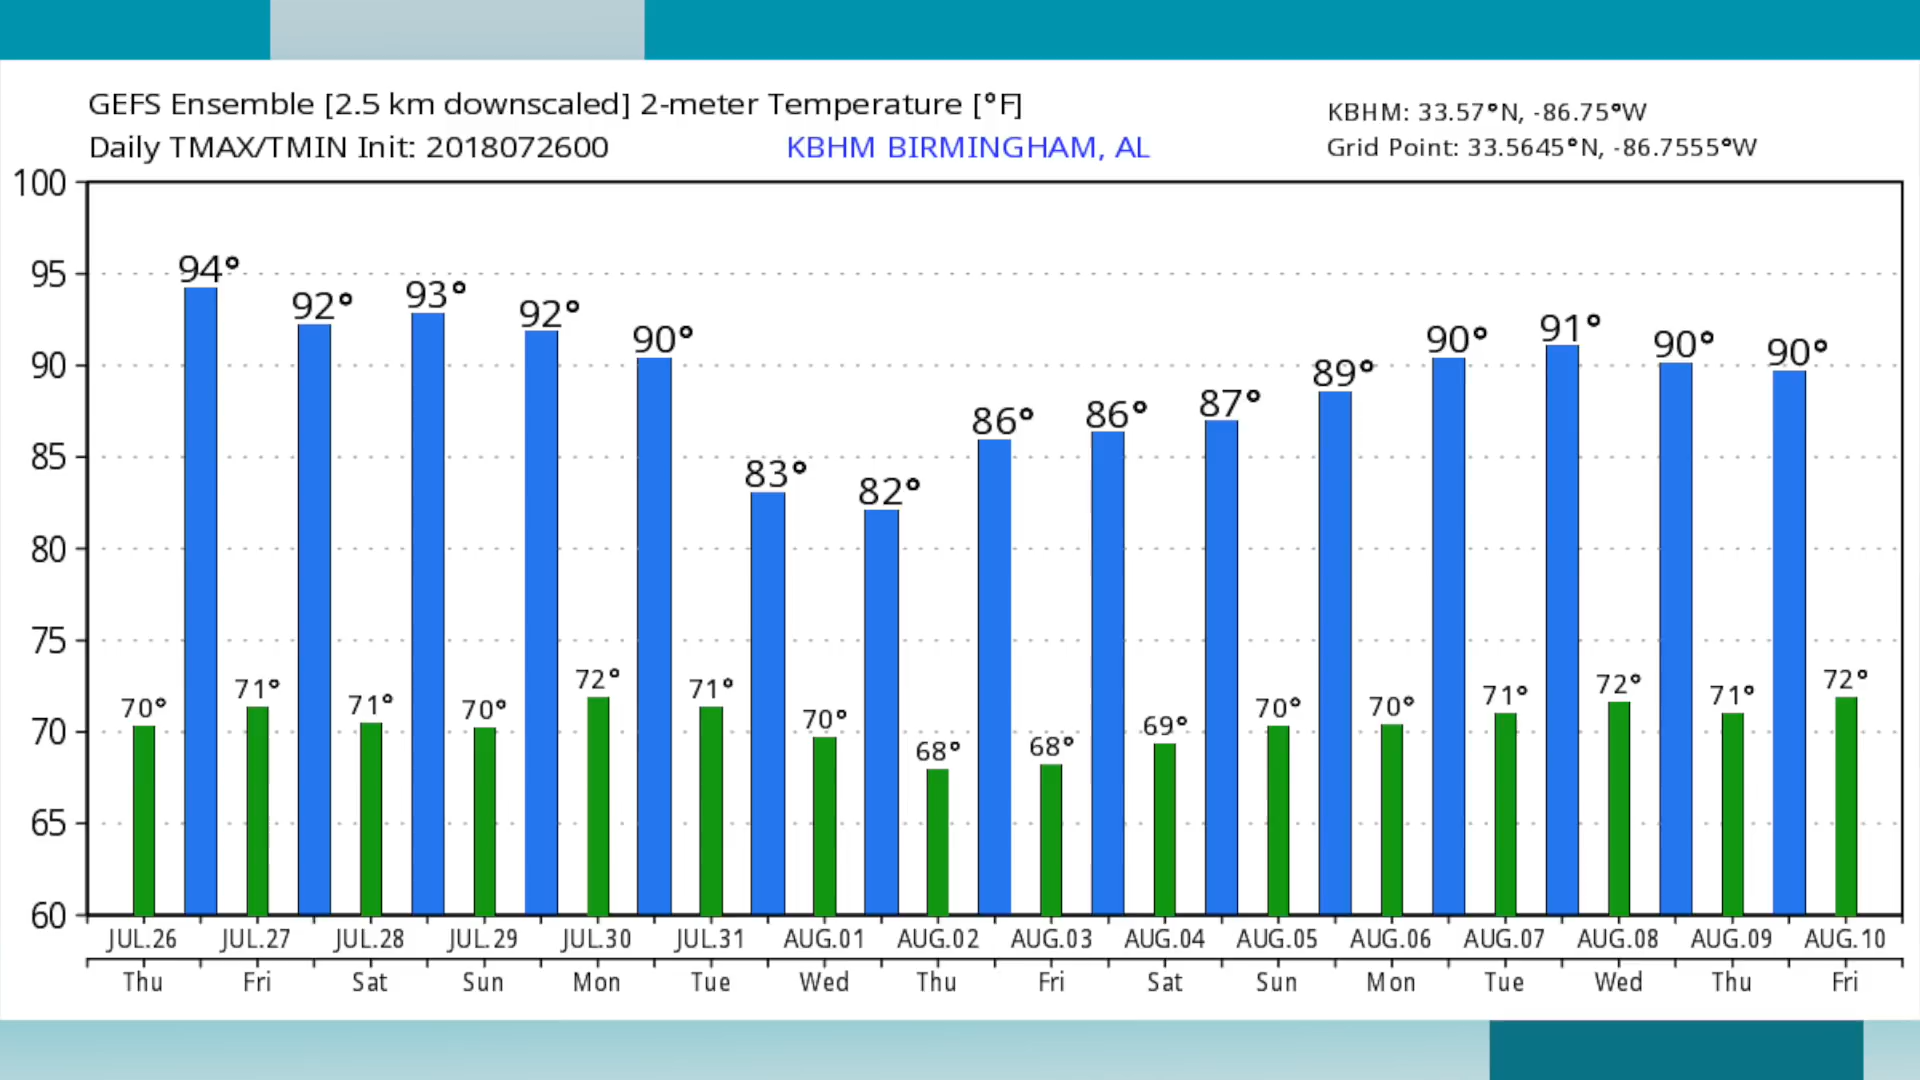 GEFS Ensemble [2.5 km downscaled] 2-meter Temperature [°F]
KBHM: 33.57°N, -86.75°W
Daily TMAX/TMIN Init: 2018072600
KBHM BIRMINGHAM, AL
Grid Point: 33.5645°N, -86.7555°W
100
95
90
85
80
75
70
65
60
94° 92° 93° 92° 90° 83° 82° 86° 86° 87° 89° 90° 91° 90° 90°
70° 71° 71° 70° 72° 71° 70° 68° 68° 69° 70° 70° 71° 72° 71° 72°
JUL.26 JUL.27 JUL.28 JUL.29 JUL.30 JUL.31 AUG.01 AUG.02 AUG.03 AUG.04 AUG.05 AUG.06 AUG.07 AUG.08 AUG.09 AUG.10
Thu Fri Sat Sun Mon Tue Wed Thu Fri Sat Sun Mon Tue Wed Thu Fri